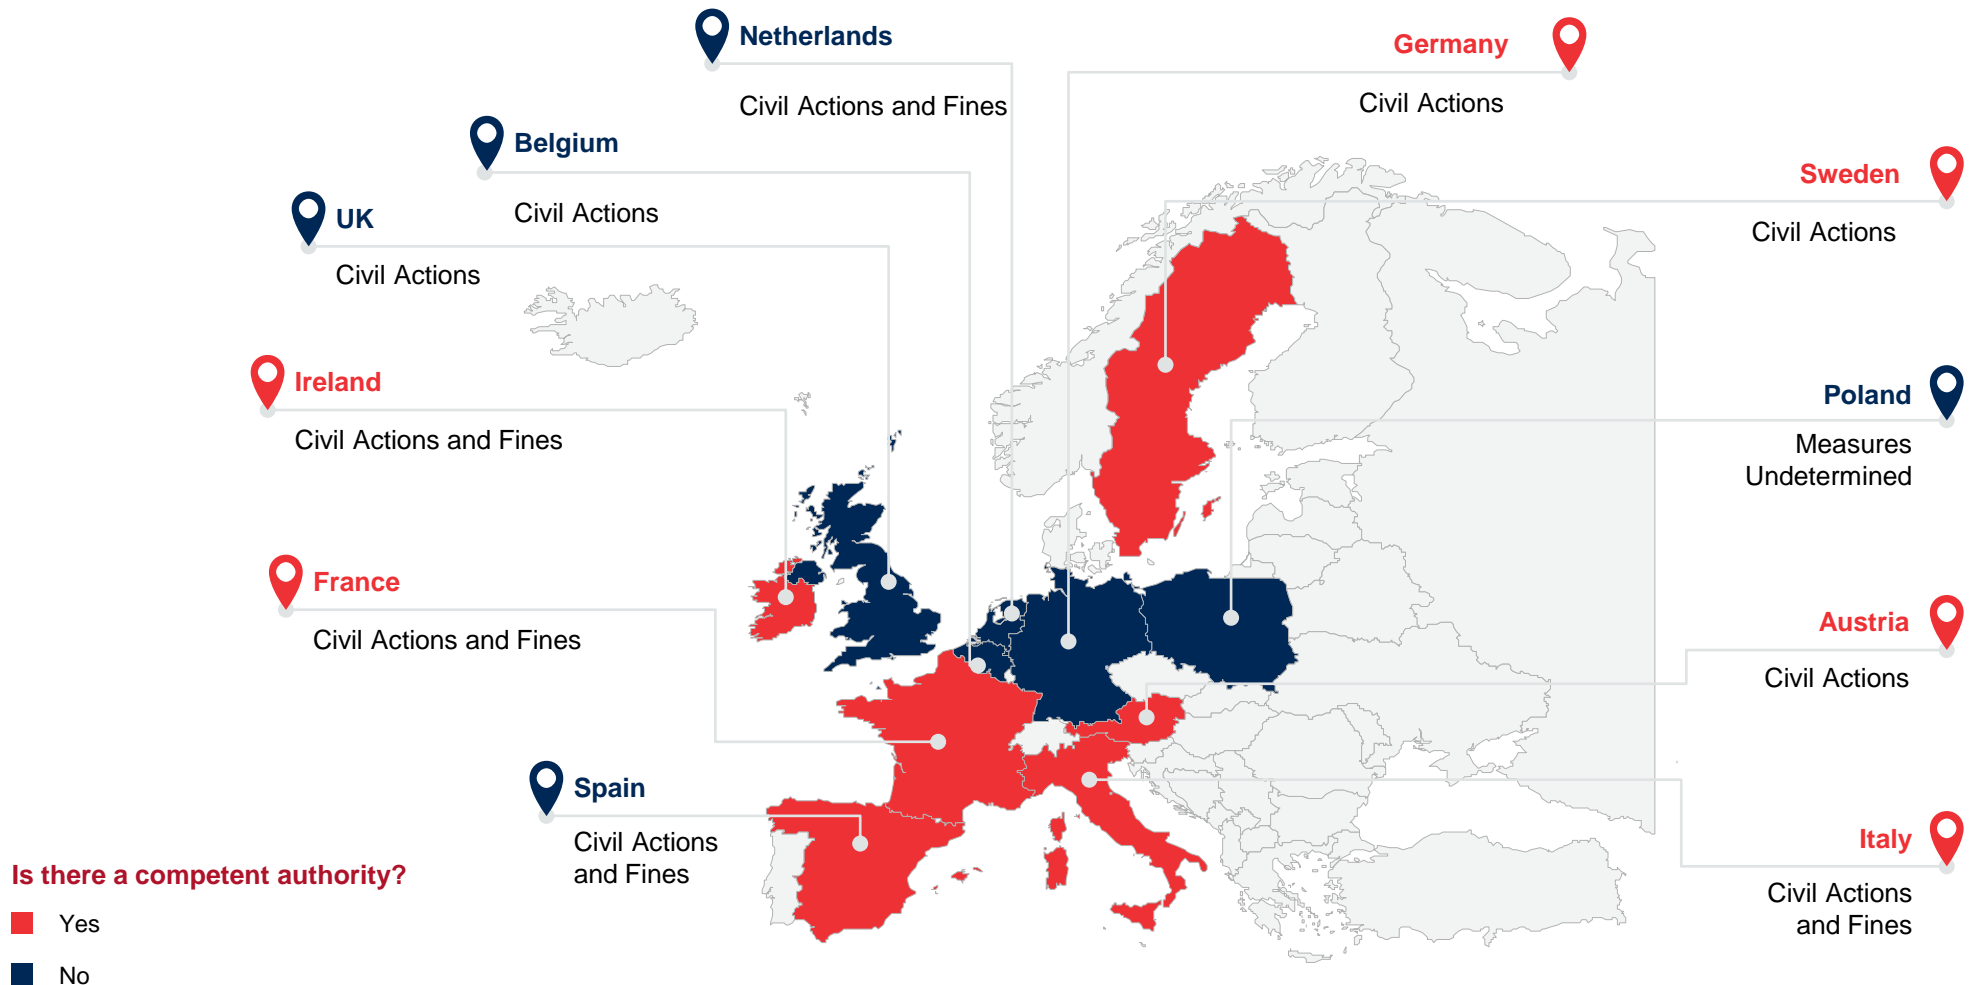 Netherlands
Civil Actions and Fines
Germany
Civil Actions
Belgium
Civil Actions
Sweden
Civil Actions
UK
Civil Actions
Ireland
Civil Actions and Fines
Poland
Measures
Undetermined
France
Civil Actions and Fines
Austria
Civil Actions
Spain
Civil Actions
and Fines
Italy
Civil Actions
and Fines
Is there a competent authority?
Yes
No